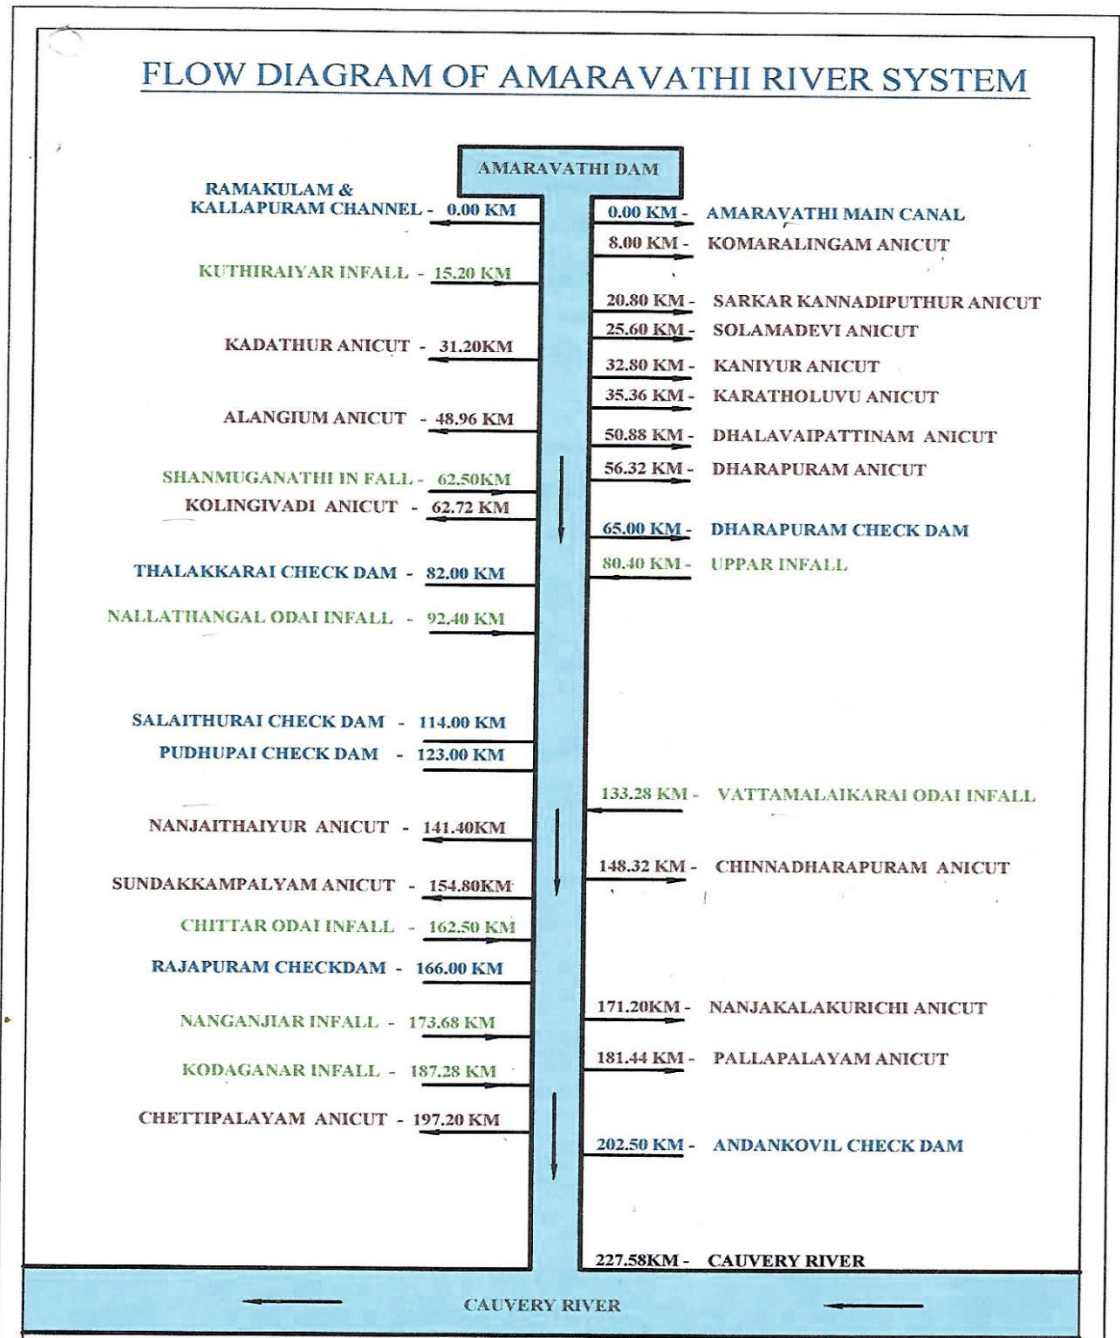 FLOW DIAGRAM OF AMARAVATHI RIVER SYSTEM
AMARAVATHI DAM
RAMAKULAM &
KALLAPURAM CHANNEL - 0.00 KM
KUTHIRAIYAR INFALL - 15.20 KM
KADATHUR ANICUT - 31.20KM
ALANGIUM ANICUT - 48.96 KM
SHANMUGANATHI IN FALL - 62.50KM
KOLINGIVADI ANICUT - 62.72 KM
THALAKKARAI CHECK DAM - 82.00 KM
NALLATHANGAL ODAI INFALL - 92.40 KM
SALAITHURAI CHECK DAM - 114.00 KM
PUDHUPAI CHECK DAM - 123.00 KM
NANJAITHAIYUR ANICUT - 141.40KM
SUNDAKKAMPALYAM ANICUT - 154.80KM
CHITTAR ODAI INFALL - 162.50 KM
RAJAPURAM CHECKDAM - 166.00 KM
NANGANJIAR INFALL - 173.68 KM
KODAGANAR INFALL - 187.28 KM
CHETTIPALAYAM ANICUT - 197.20 KM
0.00 KM - AMARAVATHI MAIN CANAL
8.00 KM - KOMARALINGAM ANICUT
20.80 KM - SARKAR KANNADIPUTHUR ANICUT
25.60 KM - SOLAMADEVI ANICUT
32.80 KM - KANIYUR ANICUT
35.36 KM - KARATHOLUVU ANICUT
50.88 KM - DHALAVAIPATTINAM ANICUT
56.32 KM - DHARAPURAM ANICUT
65.00 KM - DHARAPURAM CHECK DAM
80.40 KM - UPPAR INFALL
133.28 KM - VATTAMALAIKARAI ODAI INFALL
148.32 KM - CHINNADHARAPURAM ANICUT
171.20KM - NANJAKALAKURICHI ANICUT
181.44 KM - PALLAPALAYAM ANICUT
202.50 KM - ANDANKOVIL CHECK DAM
227.58KM - CAUVERY RIVER
CAUVERY RIVER